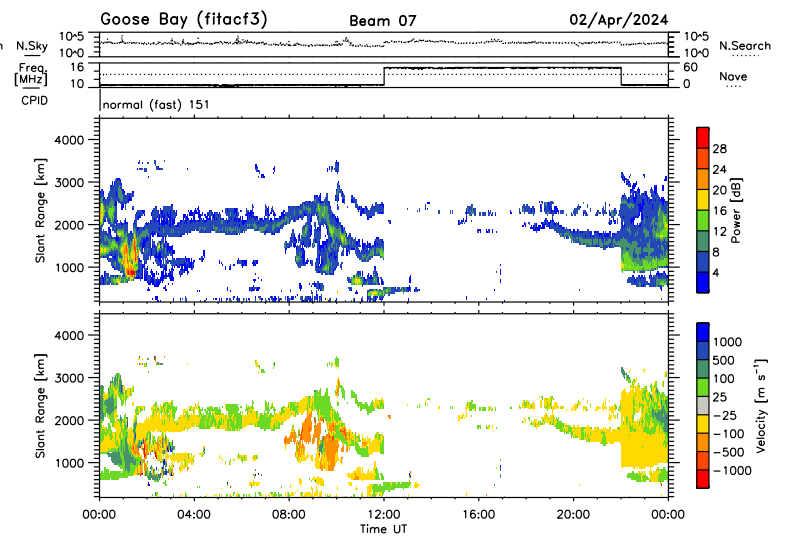 Goose Bay (fitacf3) Beam 07 02/Apr/2024
n N.Sky 10^5 10^0 10^5 10^0 N.Search
Freq. [MHz] 16 10 60 0 Nave
CPID normal (fast) 151
Slant Range [km]
4000
3000
2000
1000
28
24
20
16
12
8
4
Power [dB]
Slant Range [km]
4000
3000
2000
1000
1000
500
100
25
−25
−100
−500
−1000
Velocity [m s⁻¹]
00:00 04:00 08:00 12:00 16:00 20:00 00:00
Time UT